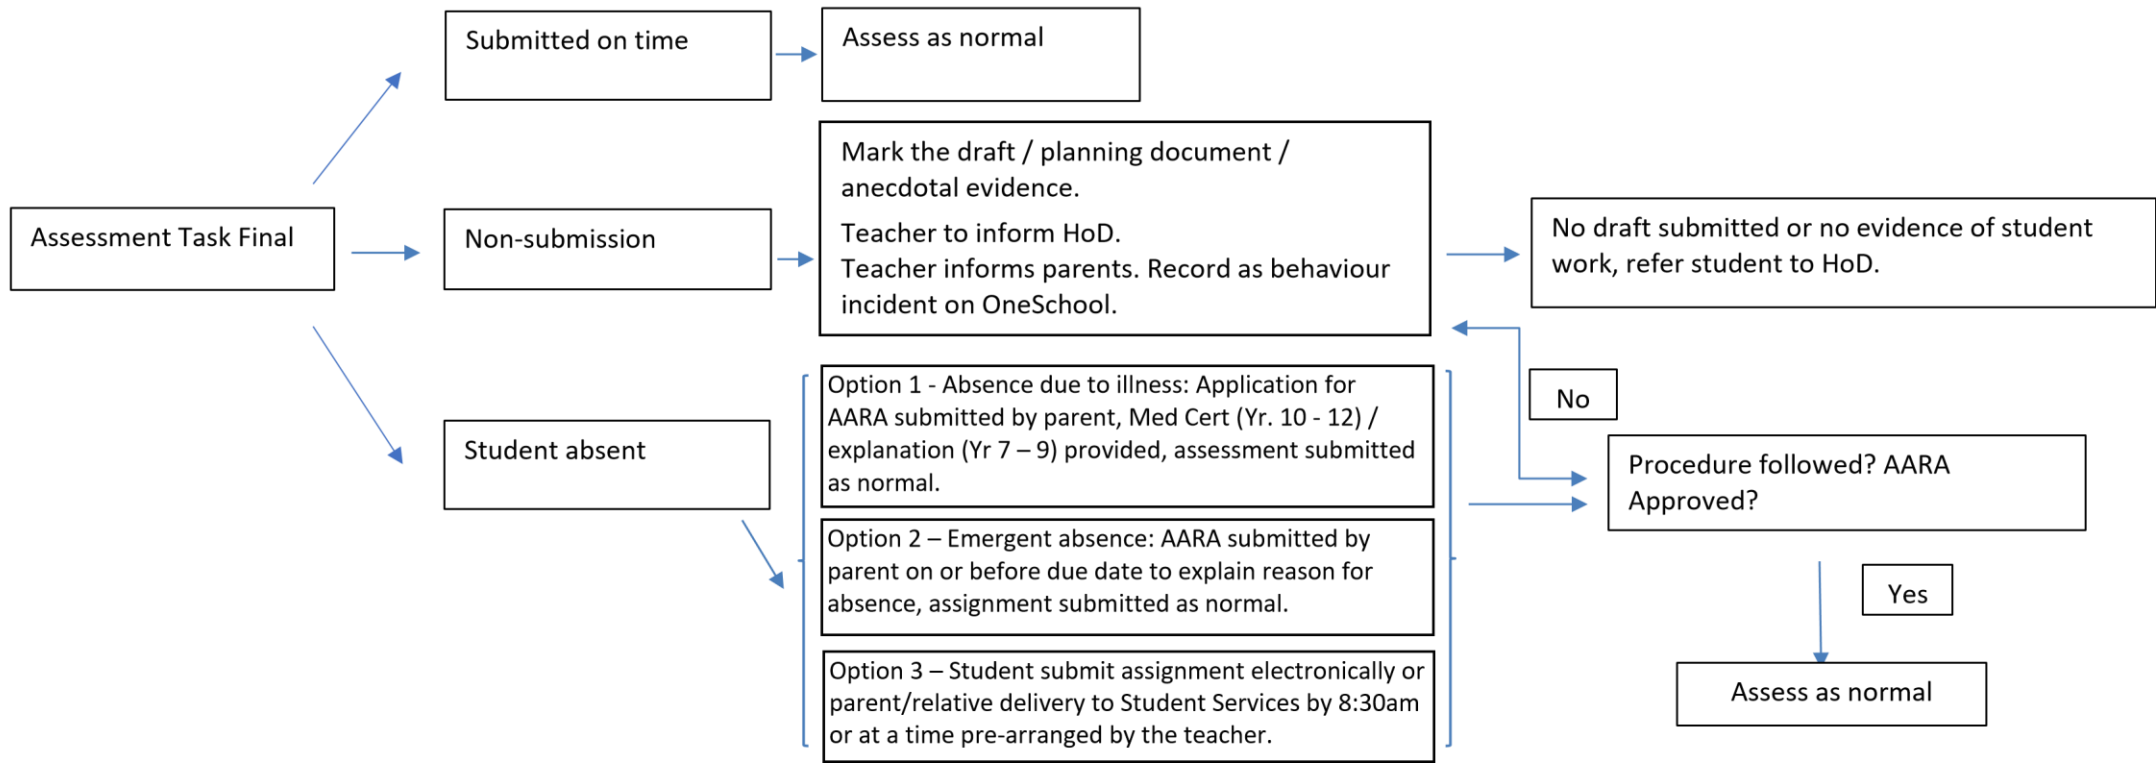 Submitted on time
Assess as normal
Mark the draft / planning document /
anecdotal evidence.
Teacher to inform HoD.
Teacher informs parents. Record as behaviour
incident on OneSchool.
Assessment Task Final
Non-submission
No draft submitted or no evidence of student
work, refer student to HoD.
Option 1 - Absence due to illness: Application for
AARA submitted by parent, Med Cert (Yr. 10 - 12) /
explanation (Yr 7 – 9) provided, assessment submitted
as normal.
No
Student absent
Procedure followed? AARA
Approved?
Option 2 – Emergent absence: AARA submitted by
parent on or before due date to explain reason for
absence, assignment submitted as normal.
Yes
Option 3 – Student submit assignment electronically or
parent/relative delivery to Student Services by 8:30am
or at a time pre-arranged by the teacher.
Assess as normal